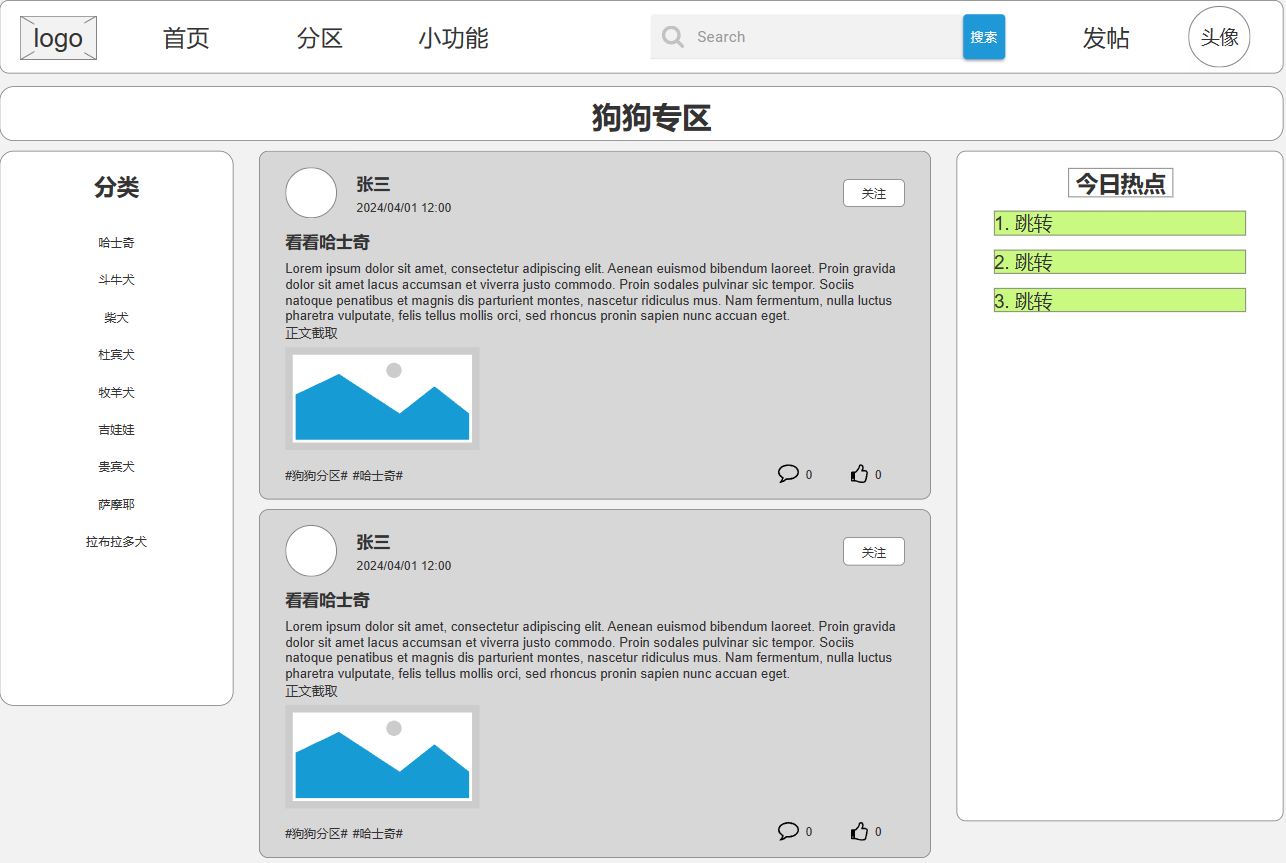 logo 首页 分区 小功能 Search 搜索 发帖 头像
狗狗专区
分类
哈士奇
斗牛犬
柴犬
杜宾犬
牧羊犬
吉娃娃
贵宾犬
萨摩耶
拉布拉多犬
张三
2024/04/01 12:00
关注
看看哈士奇
Lorem ipsum dolor sit amet, consectetur adipiscing elit. Aenean euismod bibendum laoreet. Proin gravida
dolor sit amet lacus accumsan et viverra justo commodo. Proin sodales pulvinar sic tempor. Sociis
natoque penatibus et magnis dis parturient montes, nascetur ridiculus mus. Nam fermentum, nulla luctus
pharetra vulputate, felis tellus mollis orci, sed rhoncus pronin sapien nunc accuan eget.
正文截取
#狗狗分区# #哈士奇# 0 0
张三
2024/04/01 12:00
关注
看看哈士奇
Lorem ipsum dolor sit amet, consectetur adipiscing elit. Aenean euismod bibendum laoreet. Proin gravida
dolor sit amet lacus accumsan et viverra justo commodo. Proin sodales pulvinar sic tempor. Sociis
natoque penatibus et magnis dis parturient montes, nascetur ridiculus mus. Nam fermentum, nulla luctus
pharetra vulputate, felis tellus mollis orci, sed rhoncus pronin sapien nunc accuan eget.
正文截取
#狗狗分区# #哈士奇# 0 0
今日热点
1. 跳转
2. 跳转
3. 跳转